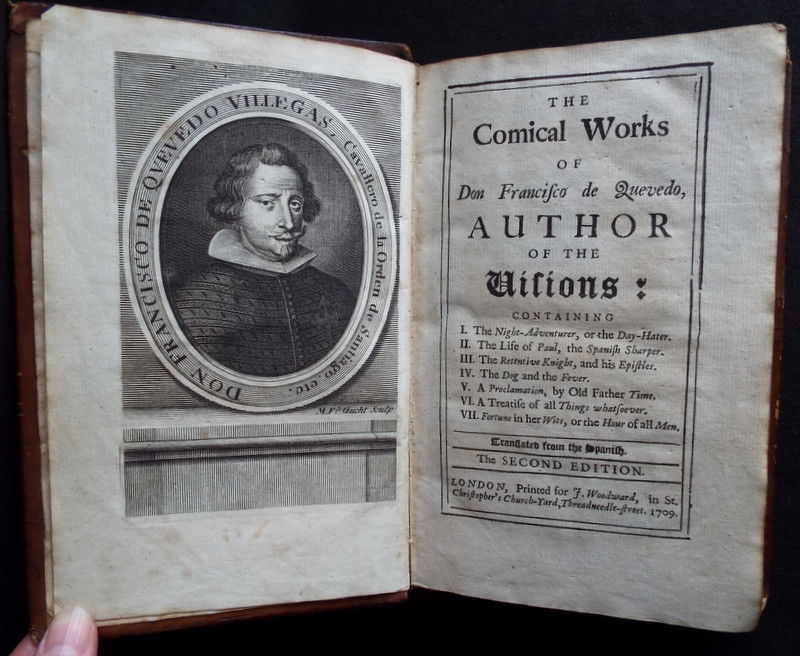 DON FRANCISCO DE QVEVEDO VILLEGAS, Cavallero de la Orden de Santiago, etc.
M. Vdr Gucht Sculp
THE
Comical Works
OF
Don Franciſco de Quevedo,
AUTHOR
OF THE
Viſions:
CONTAINING
I. The Night-Adventurer, or the Day-Hater.
II. The Life of Paul, the Spaniſh Sharper.
III. The Retentive Knight, and his Epiſtles.
IV. The Dog and the Fever.
V. A Proclamation, by Old Father Time.
VI. A Treatiſe of all Things whatſoever.
VII. Fortune in her Wits, or the Hour of all Men.
Tranſlated from the Spaniſh.
The SECOND EDITION.
LONDON, Printed for J. Woodward, in St.
Chriſtopher's Church-Yard, Threadneedle-ſtreet. 1709.